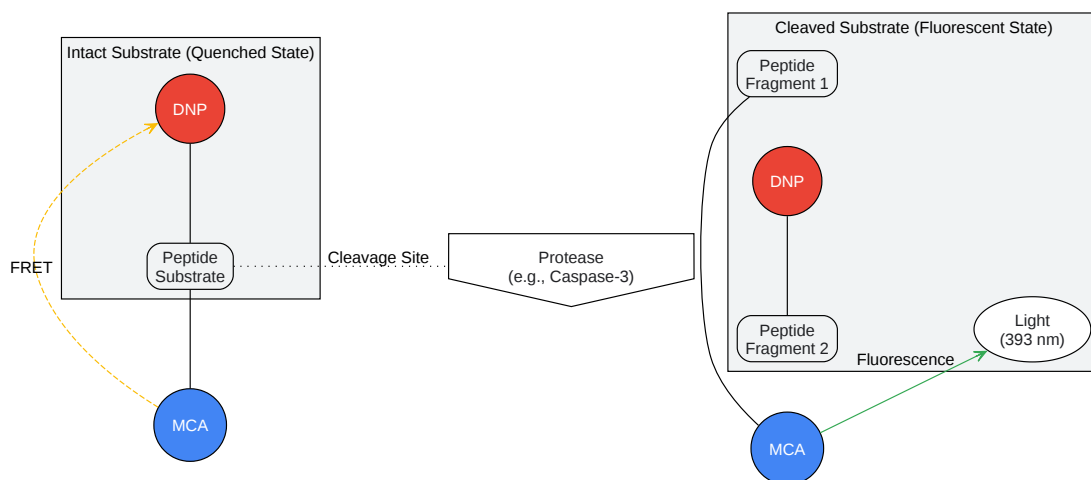 Intact Substrate (Quenched State)
DNP
FRET
Peptide
Substrate
MCA
Cleavage Site
Protease
(e.g., Caspase-3)
Cleaved Substrate (Fluorescent State)
Peptide
Fragment 1
DNP
Peptide
Fragment 2
Light
(393 nm)
Fluorescence
MCA